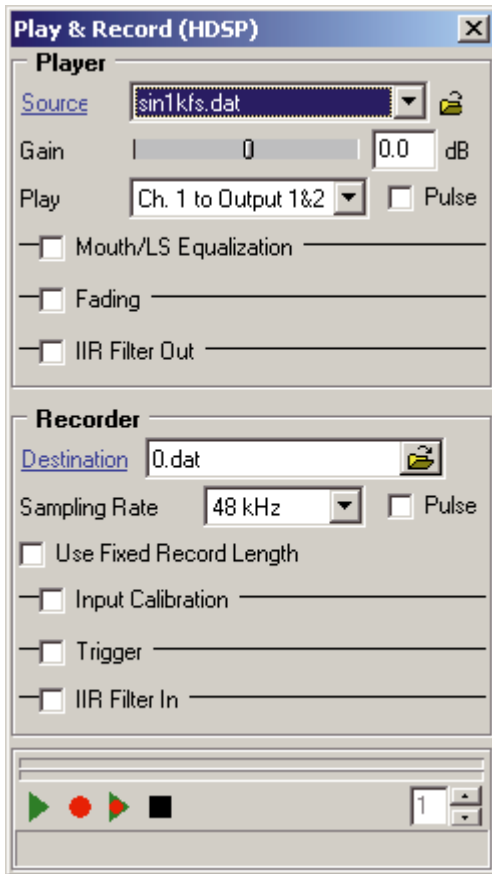 Play & Record (HDSP)
Player
Source sin1kfs.dat
Gain 0.0 dB
Play Ch. 1 to Output 1&2 Pulse
Mouth/LS Equalization
Fading
IIR Filter Out
Recorder
Destination 0.dat
Sampling Rate 48 kHz Pulse
Use Fixed Record Length
Input Calibration
Trigger
IIR Filter In
1